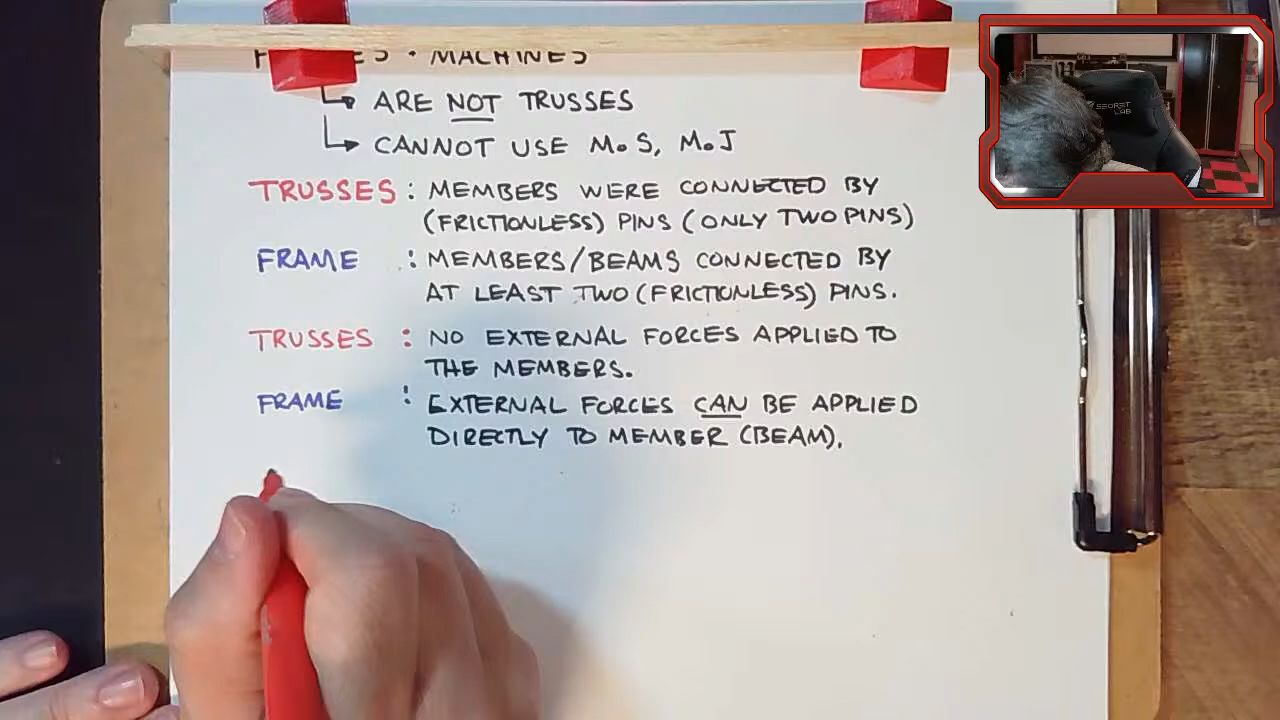 MACHINES
ARE NOT TRUSSES
CANNOT USE M.S, M.J
TRUSSES: MEMBERS WERE CONNECTED BY
(FRICTIONLESS) PINS (ONLY TWO PINS)
FRAME : MEMBERS/BEAMS CONNECTED BY
AT LEAST TWO (FRICTIONLESS) PINS.
TRUSSES : NO EXTERNAL FORCES APPLIED TO
THE MEMBERS.
FRAME : EXTERNAL FORCES CAN BE APPLIED
DIRECTLY TO MEMBER (BEAM).
SECRET
LAB